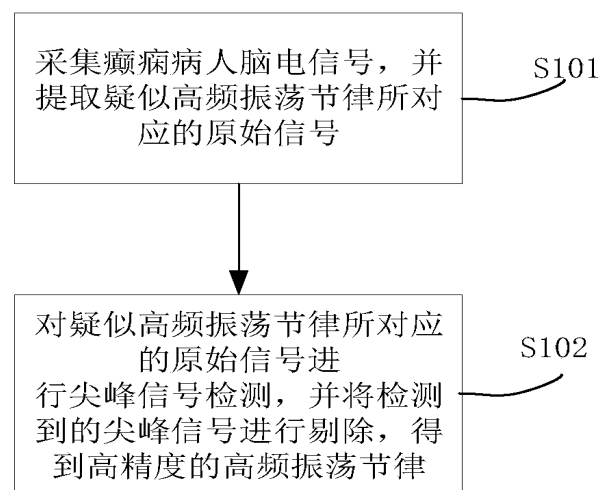 采集癫痫病人脑电信号，并
提取疑似高频振荡节律所对
应的原始信号
S101
对疑似高频振荡节律所对应
的原始信号进
行尖峰信号检测，并将检测
到的尖峰信号进行剔除，得
到高精度的高频振荡节律
S102